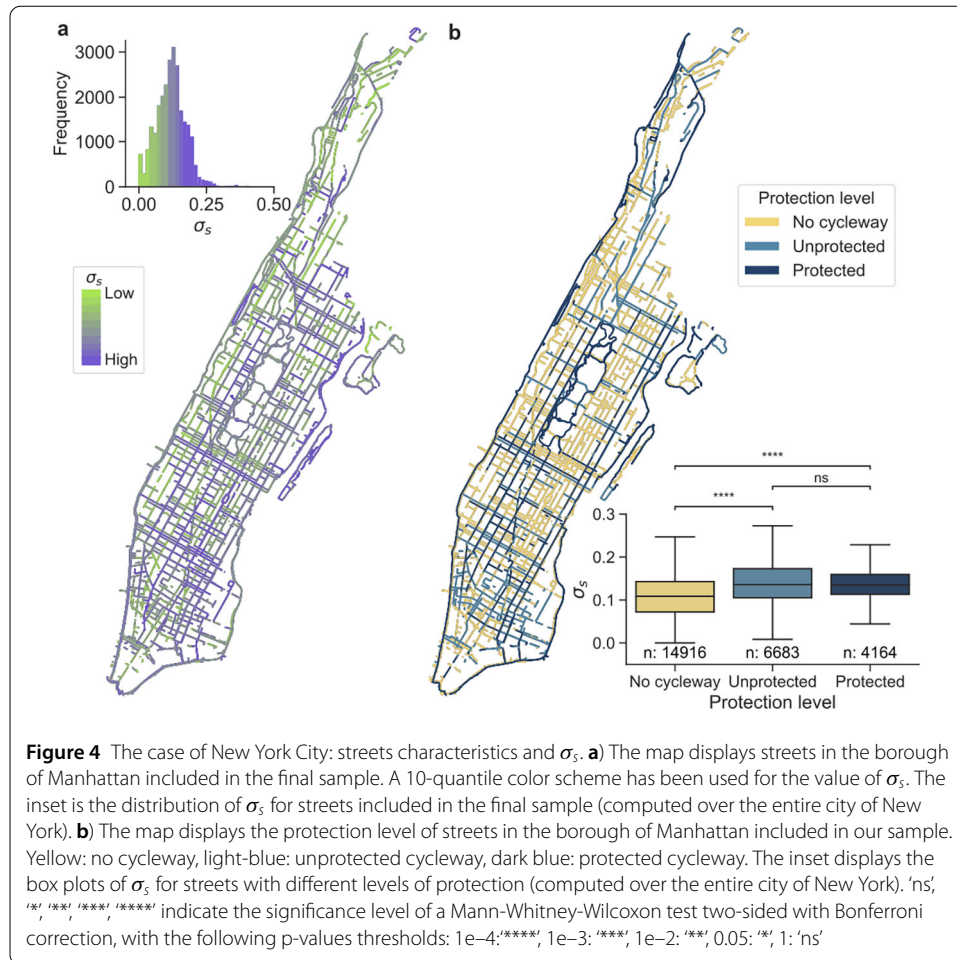 a
b
3000
2000
1000
0
Frequency
0.00
0.25
0.50
σs
σs
Low
High
Protection level
No cycleway
Unprotected
Protected
****
ns
****
0.3
0.2
0.1
0.0
σs
n: 14916
n: 6683
n: 4164
No cycleway
Unprotected
Protected
Protection level
Figure 4 The case of New York City: streets characteristics and σs. a) The map displays streets in the borough
of Manhattan included in the final sample. A 10-quantile color scheme has been used for the value of σs. The
inset is the distribution of σs for streets included in the final sample (computed over the entire city of New
York). b) The map displays the protection level of streets in the borough of Manhattan included in our sample.
Yellow: no cycleway, light-blue: unprotected cycleway, dark blue: protected cycleway. The inset displays the
box plots of σs for streets with different levels of protection (computed over the entire city of New York). ‘ns’,
‘*’, ‘**’, ‘***’, ‘****’ indicate the significance level of a Mann-Whitney-Wilcoxon test two-sided with Bonferroni
correction, with the following p-values thresholds: 1e–4:‘****’, 1e–3: ‘***’, 1e–2: ‘**’, 0.05: ‘*’, 1: ‘ns’